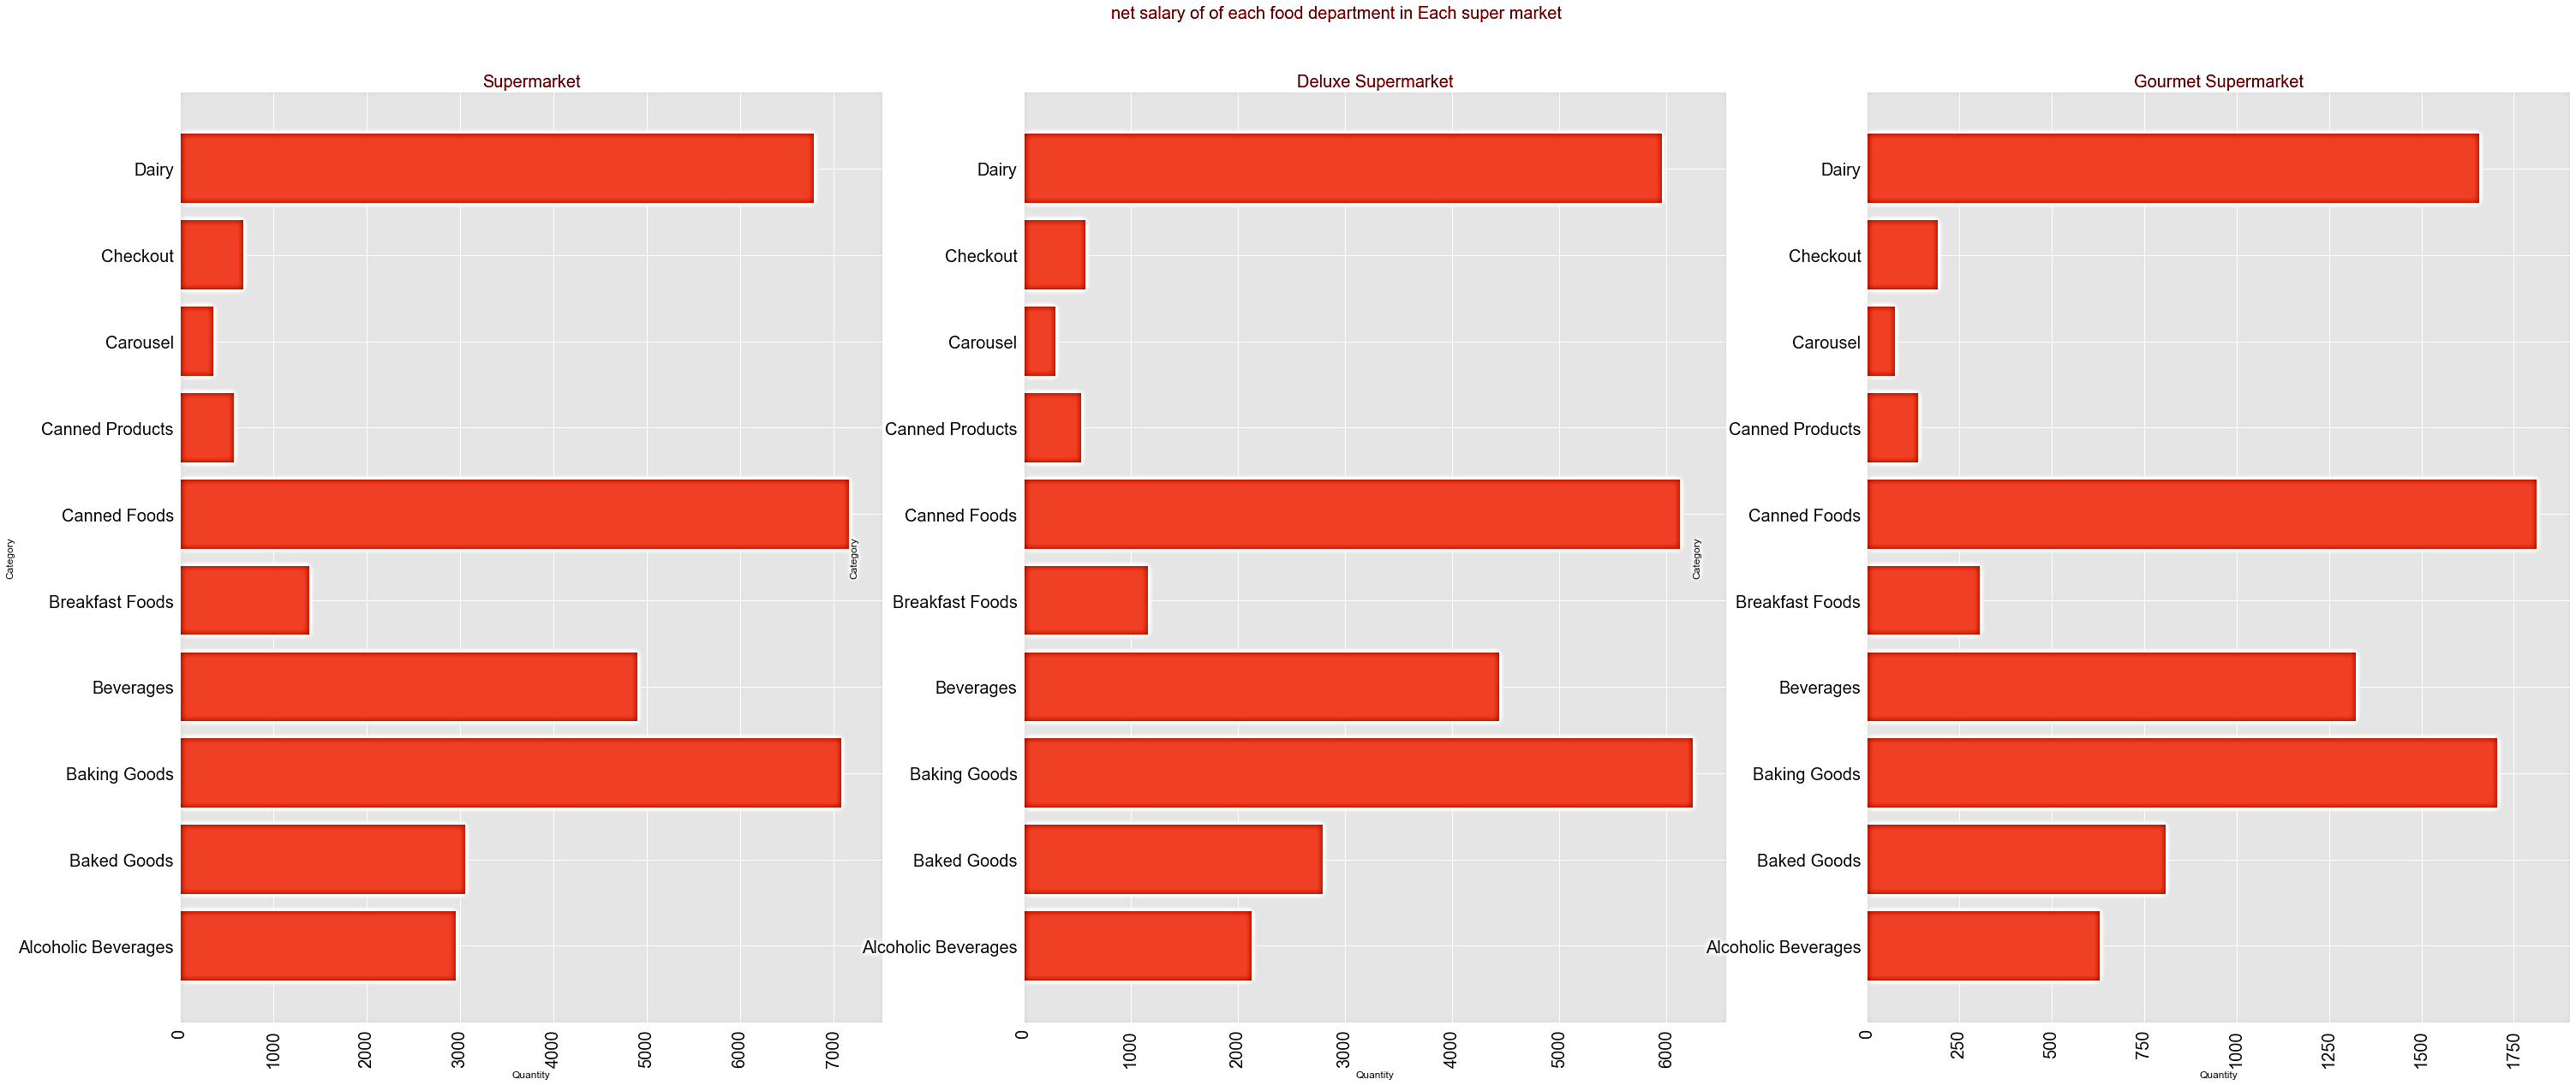 net salary of of each food department in Each super market
Supermarket
Dairy
Checkout
Carousel
Canned Products
Canned Foods
Breakfast Foods
Beverages
Baking Goods
Baked Goods
Alcoholic Beverages
Category
0 1000 2000 3000 4000 5000 6000 7000
Quantity
Deluxe Supermarket
Dairy
Checkout
Carousel
Canned Products
Canned Foods
Breakfast Foods
Beverages
Baking Goods
Baked Goods
Alcoholic Beverages
Category
0 1000 2000 3000 4000 5000 6000
Quantity
Gourmet Supermarket
Dairy
Checkout
Carousel
Canned Products
Canned Foods
Breakfast Foods
Beverages
Baking Goods
Baked Goods
Alcoholic Beverages
Category
0 250 500 750 1000 1250 1500 1750
Quantity